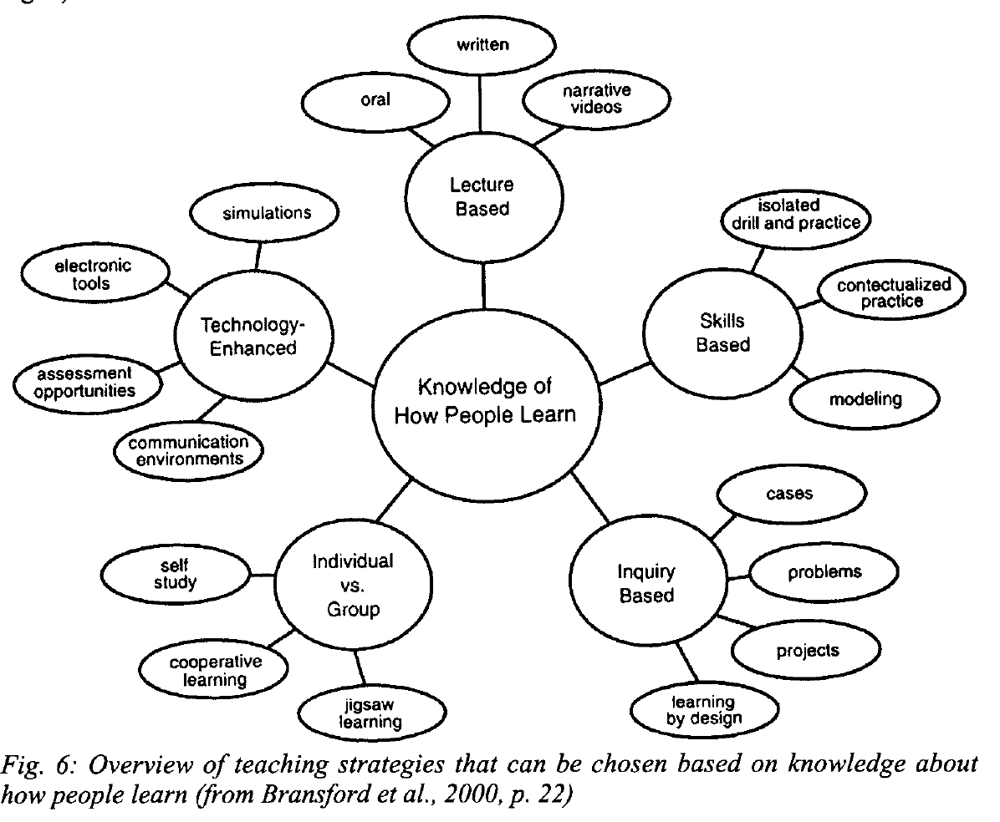 written
oral
narrative
videos
Lecture
Based
simulations
isolated
drill and practice
electronic
tools
contectualized
practice
Technology-
Enhanced
Skills
Based
assessment
opportunities
Knowledge of
How People Learn
modeling
communication
environments
cases
self
study
Individual
vs.
Group
Inquiry
Based
problems
projects
cooperative
learning
jigsaw
learning
learning
by design
Fig. 6: Overview of teaching strategies that can be chosen based on knowledge about
how people learn (from Bransford et al., 2000, p. 22)